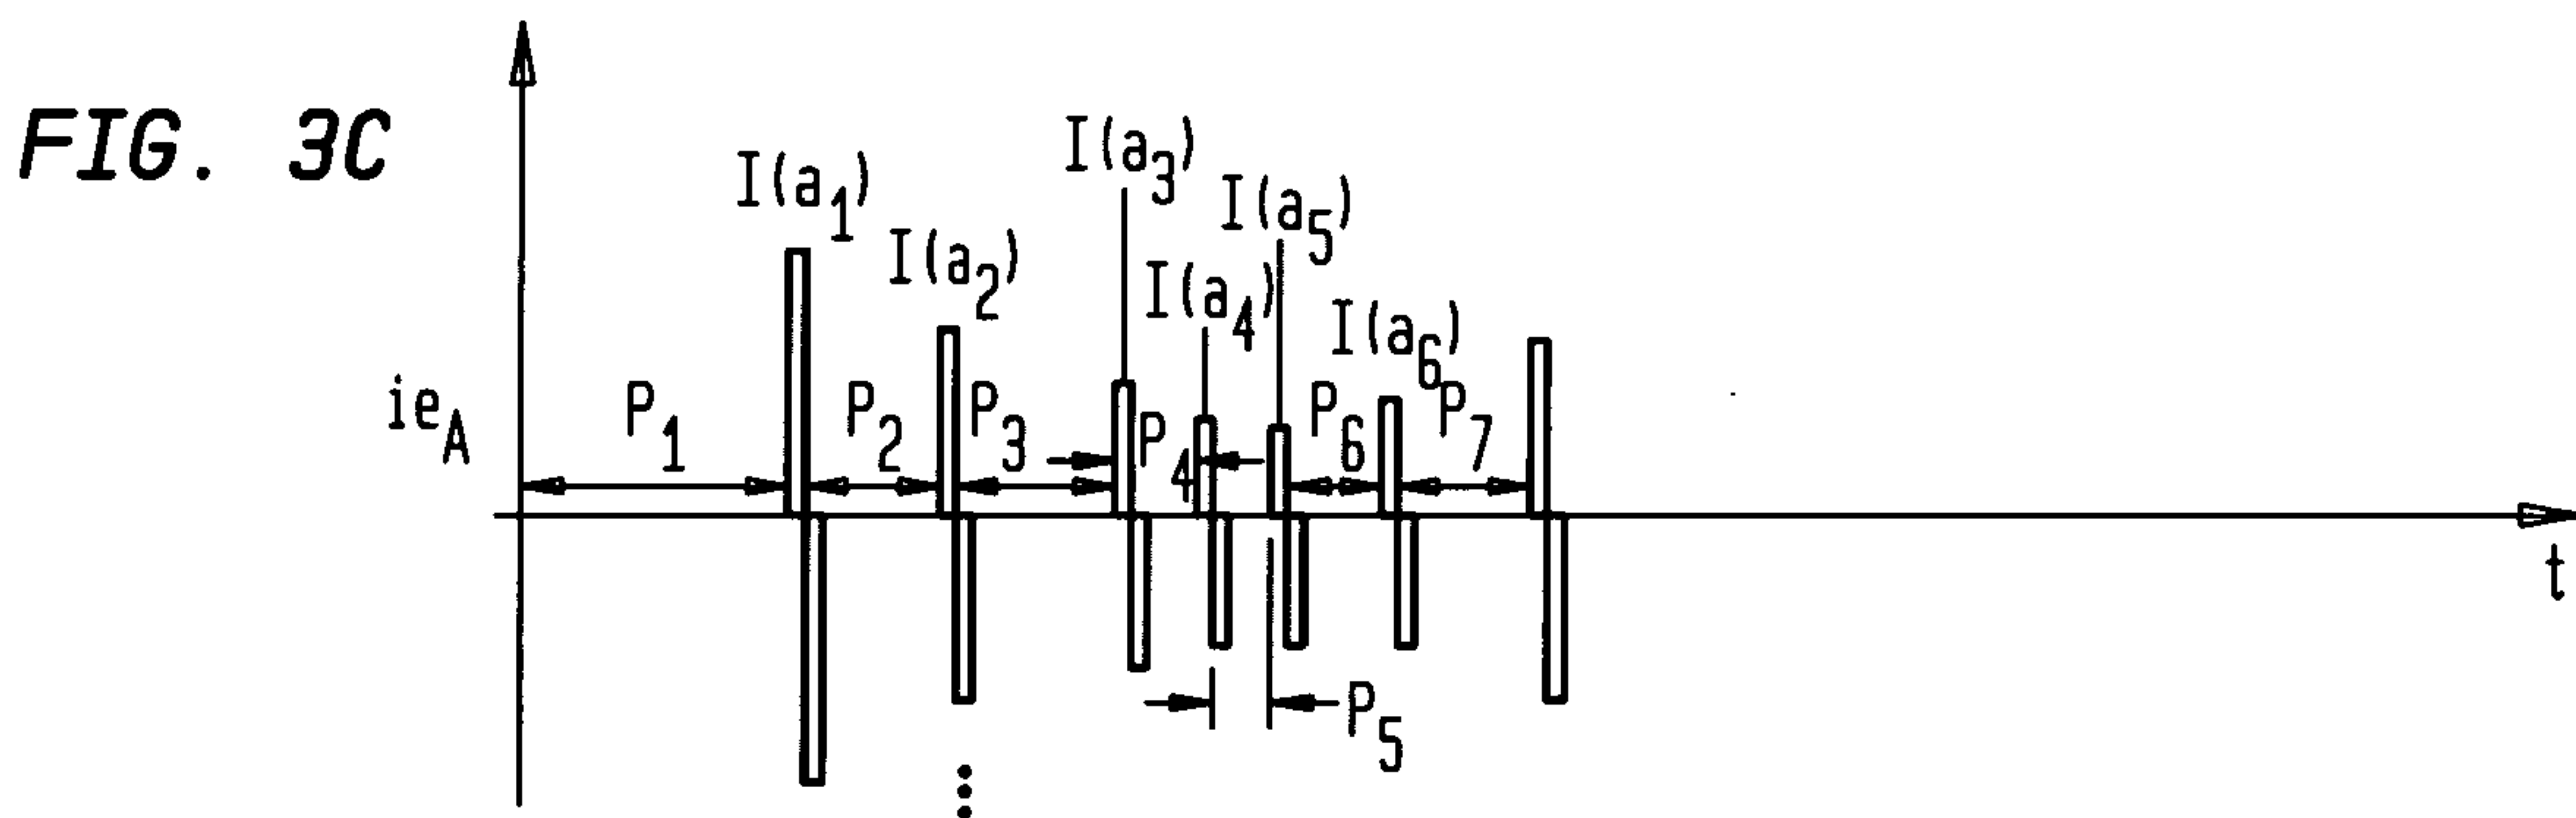 FIG. 3C
I(a₁)
I(a₂)
I(a₃)
I(a₄)
I(a₅)
I(a₆)
ieA
P₁
P₂
P₃
P₄
P₆
P₇
t
P₅